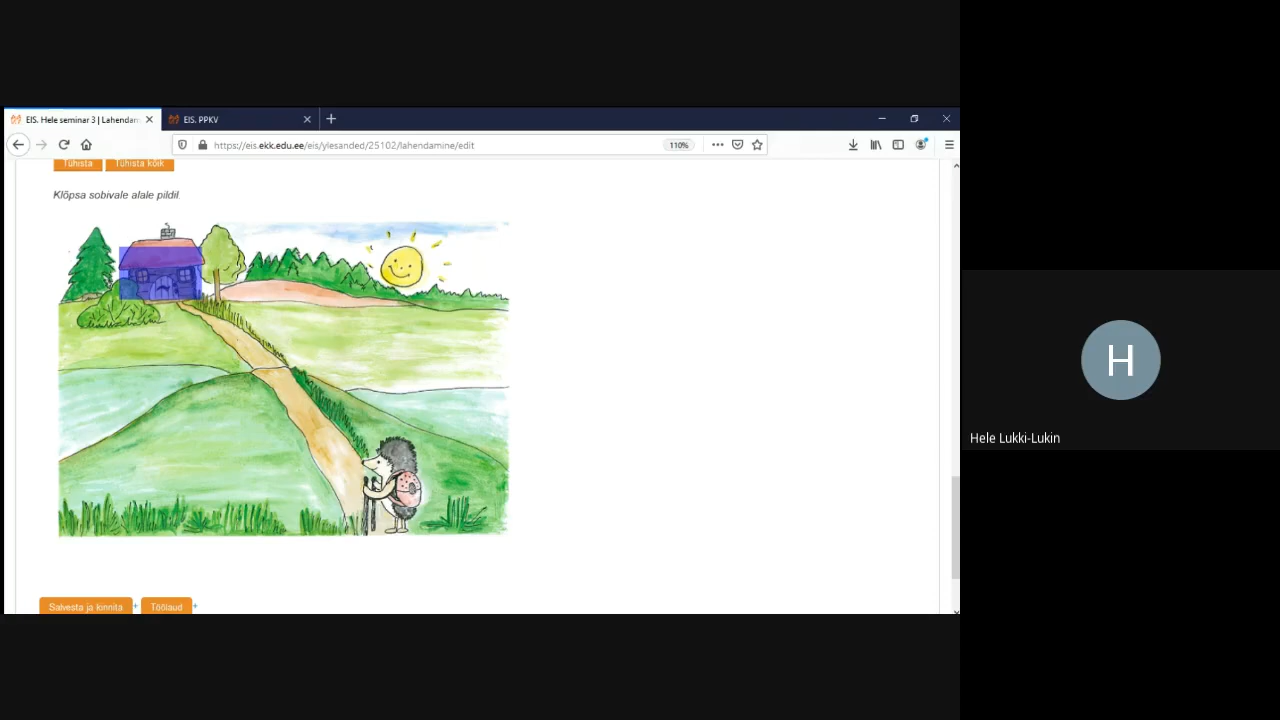 EIS. Hele seminar 3 | Lahendam
EIS. PPKV
https://eis.ekk.edu.ee/eis/ylesanded/25102/lahendamine/edit
110%
Tühista
Tühista kõik
Klõpsa sobivale alale pildil.
H
Hele Lukki-Lukin
Salvesta ja kinnita
Töölaud